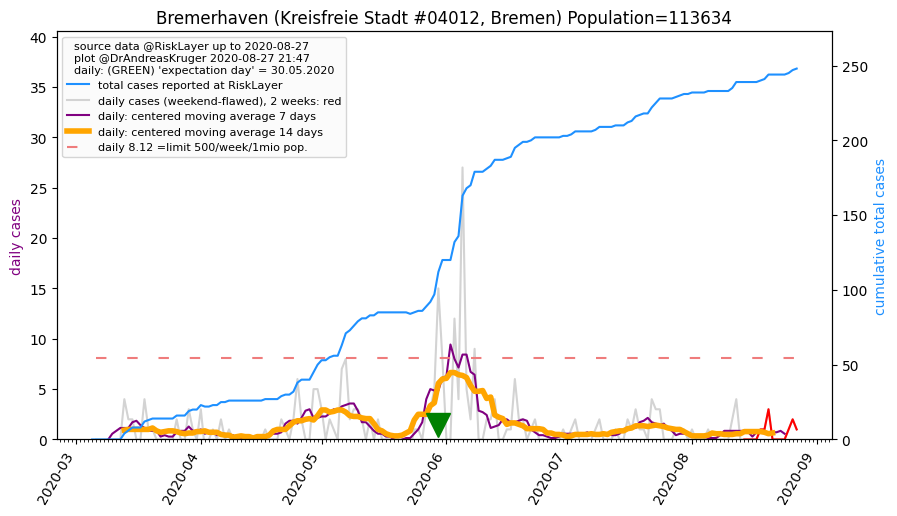 Bremerhaven (Kreisfreie Stadt #04012, Bremen) Population=113634
source data @RiskLayer up to 2020-08-27
plot @DrAndreasKruger 2020-08-27 21:47
daily: (GREEN) 'expectation day' = 30.05.2020
total cases reported at RiskLayer
daily cases (weekend-flawed), 2 weeks: red
daily: centered moving average 7 days
daily: centered moving average 14 days
daily 8.12 =limit 500/week/1mio pop.
daily cases
40
35
30
25
20
15
10
5
0
cumulative total cases
250
200
150
100
50
0
2020-03
2020-04
2020-05
2020-06
2020-07
2020-08
2020-09